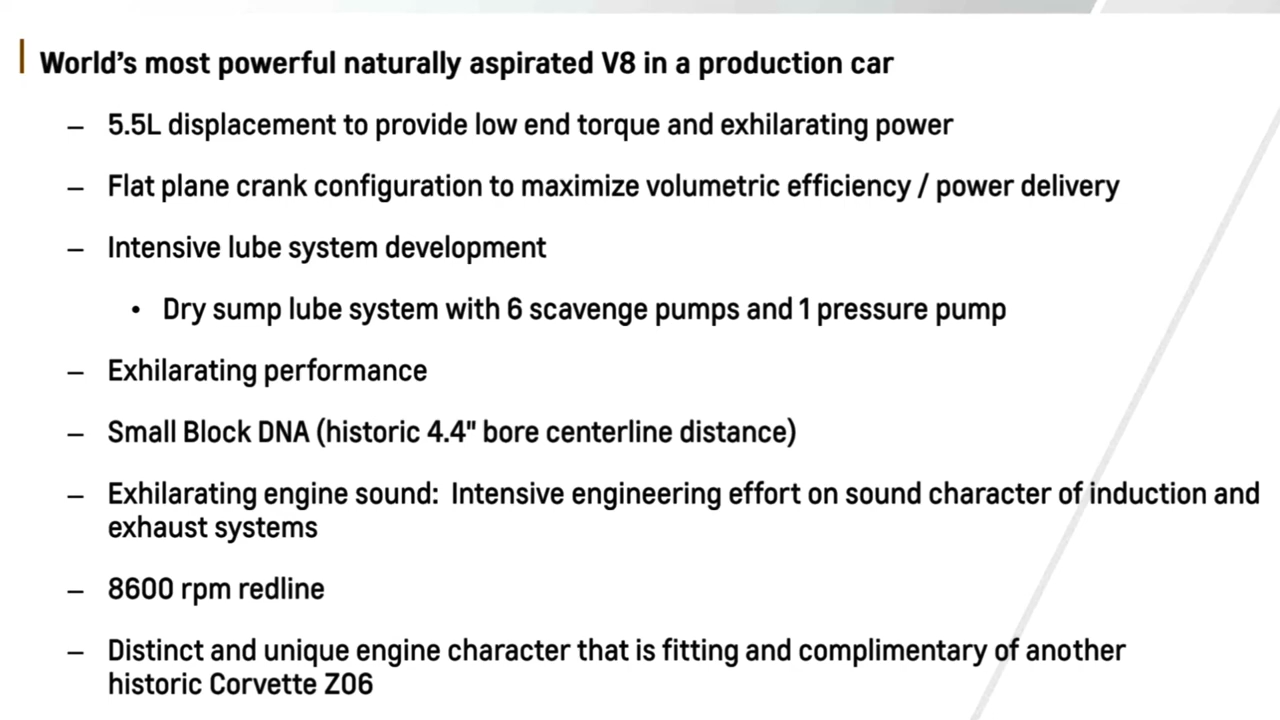 World’s most powerful naturally aspirated V8 in a production car
– 5.5L displacement to provide low end torque and exhilarating power
– Flat plane crank configuration to maximize volumetric efficiency / power delivery
– Intensive lube system development
• Dry sump lube system with 6 scavenge pumps and 1 pressure pump
– Exhilarating performance
– Small Block DNA (historic 4.4" bore centerline distance)
– Exhilarating engine sound: Intensive engineering effort on sound character of induction and
exhaust systems
– 8600 rpm redline
– Distinct and unique engine character that is fitting and complimentary of another
historic Corvette Z06